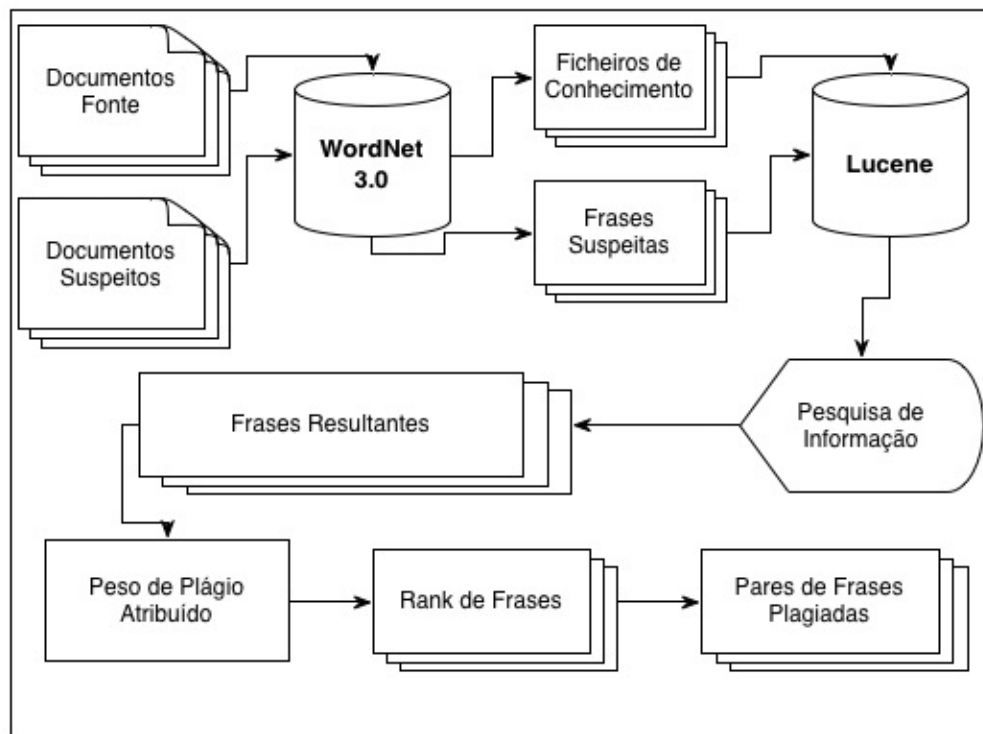 Documentos
Fonte
WordNet
3.0
Ficheiros de
Conhecimento
Lucene
Documentos
Suspeitos
Frases
Suspeitas
Pesquisa de
Informação
Frases Resultantes
Peso de Plágio
Atribuído
Rank de Frases
Pares de Frases
Plagiadas